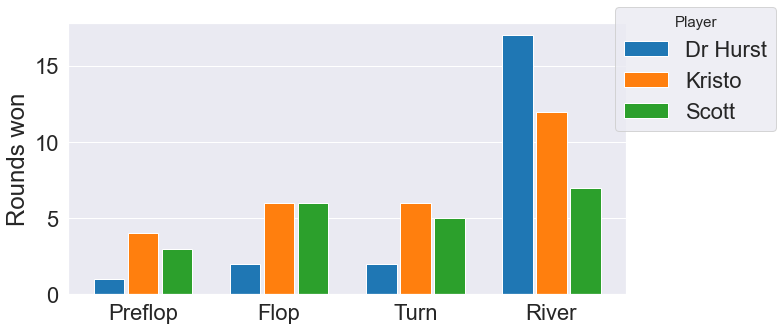 Player
Dr Hurst
Kristo
Scott
Rounds won
15
10
5
0
Preflop Flop Turn River